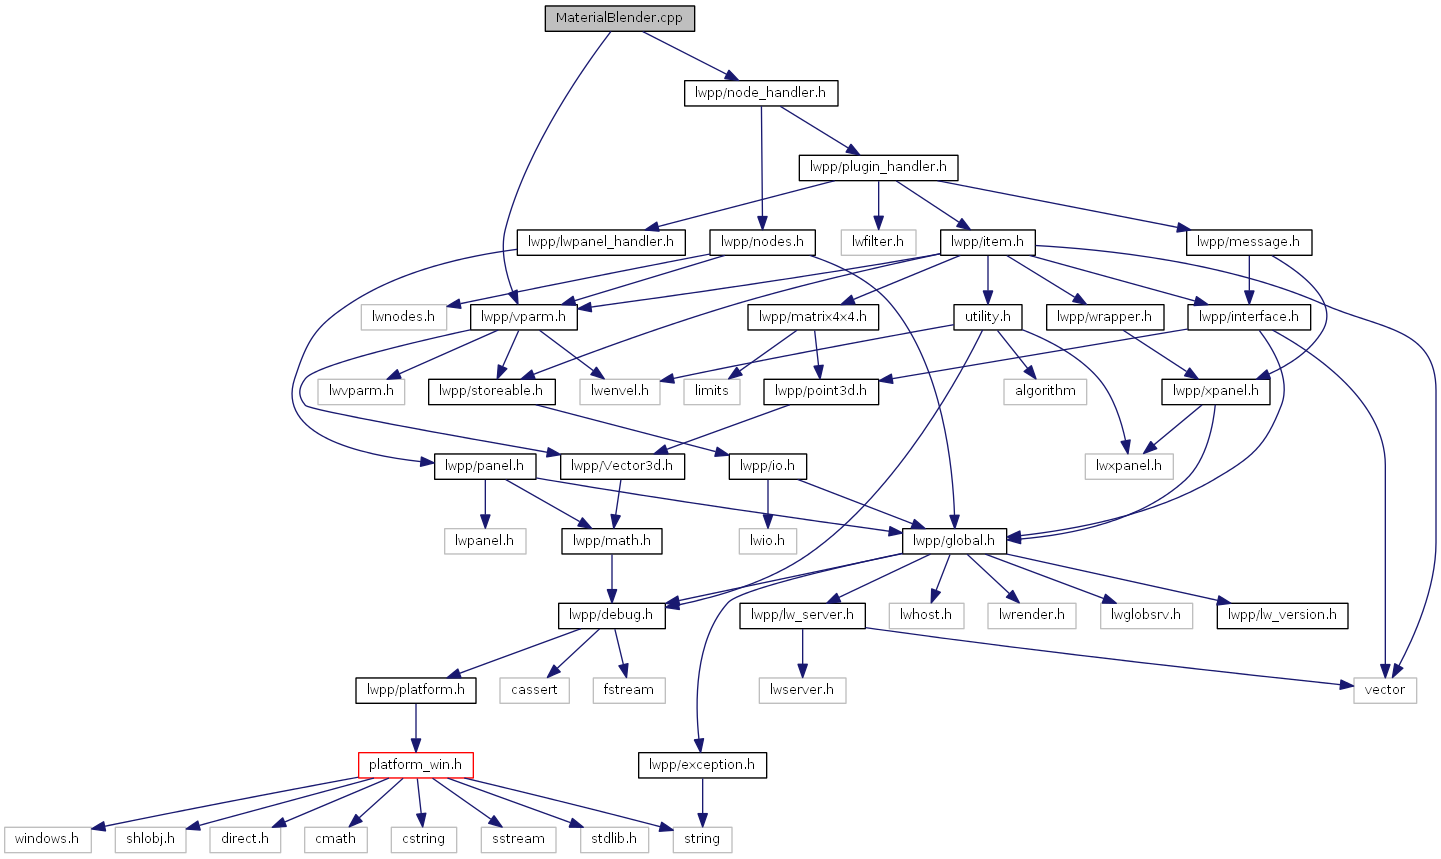 MaterialBlender.cpp
lwpp/node_handler.h
lwpp/plugin_handler.h
lwpp/lwpanel_handler.h
lwpp/nodes.h
lwfilter.h
lwpp/item.h
lwpp/message.h
lwnodes.h
lwpp/vparm.h
lwpp/matrix4x4.h
utility.h
lwpp/wrapper.h
lwpp/interface.h
lwvparm.h
lwpp/storeable.h
lwenvel.h
limits
lwpp/point3d.h
algorithm
lwpp/xpanel.h
lwpp/panel.h
lwpp/Vector3d.h
lwpp/io.h
lwxpanel.h
lwpanel.h
lwpp/math.h
lwio.h
lwpp/global.h
lwpp/debug.h
lwpp/lw_server.h
lwhost.h
lwrender.h
lwglobsrv.h
lwpp/lw_version.h
lwpp/platform.h
cassert
fstream
lwserver.h
vector
platform_win.h
lwpp/exception.h
windows.h
shlobj.h
direct.h
cmath
cstring
sstream
stdlib.h
string